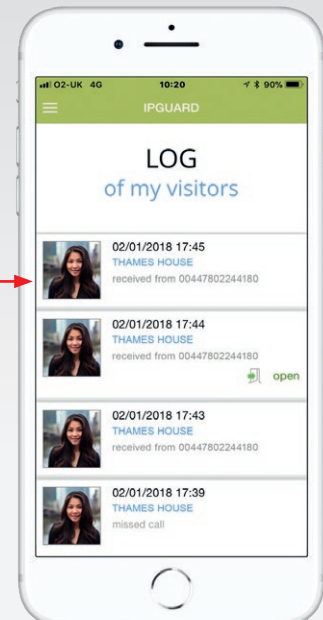 O2-UK 4G 10:20 90%
IPGUARD
LOG
of my visitors
02/01/2018 17:45
THAMES HOUSE
received from 00447802244180
02/01/2018 17:44
THAMES HOUSE
received from 00447802244180
open
02/01/2018 17:43
THAMES HOUSE
received from 00447802244180
02/01/2018 17:39
THAMES HOUSE
missed call